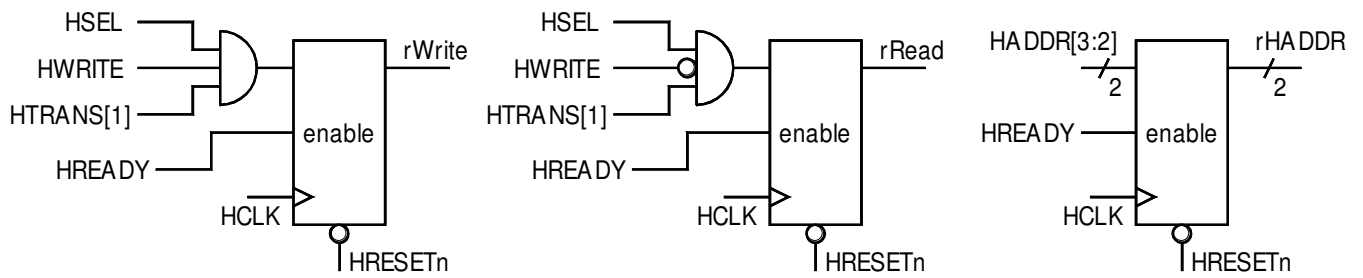 HSEL
HWRITE
HTRANS[1]
HREADY
rWrite
enable
HCLK
HRESETn
HSEL
HWRITE
HTRANS[1]
HREADY
rRead
enable
HCLK
HRESETn
HADDR[3:2]
2
HREADY
rHADDR
2
enable
HCLK
HRESETn